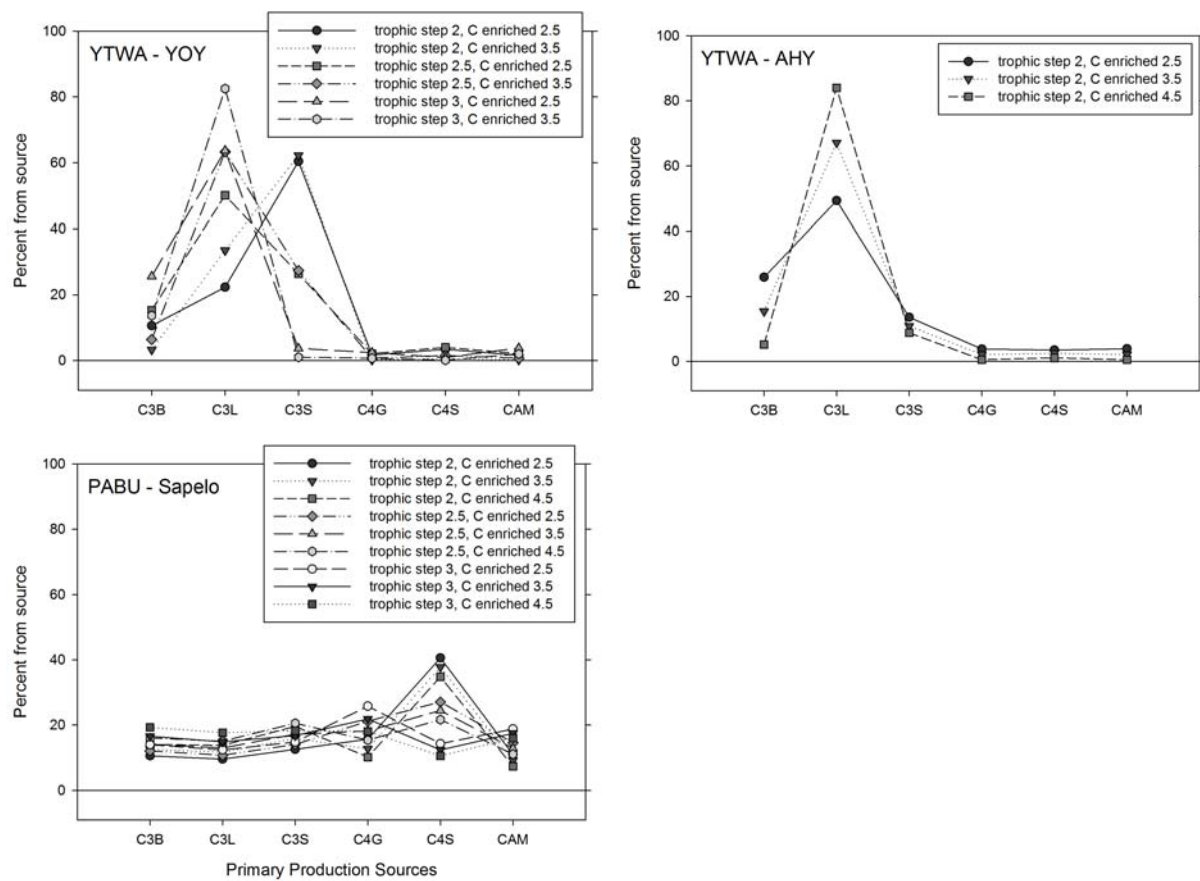 YTWA - YOY
trophic step 2, C enriched 2.5
trophic step 2, C enriched 3.5
trophic step 2.5, C enriched 2.5
trophic step 2.5, C enriched 3.5
trophic step 3, C enriched 2.5
trophic step 3, C enriched 3.5
Percent from source
100
80
60
40
20
0
C3B C3L C3S C4G C4S CAM
YTWA - AHY
trophic step 2, C enriched 2.5
trophic step 2, C enriched 3.5
trophic step 2, C enriched 4.5
Percent from source
100
80
60
40
20
0
C3B C3L C3S C4G C4S CAM
PABU - Sapelo
trophic step 2, C enriched 2.5
trophic step 2, C enriched 3.5
trophic step 2, C enriched 4.5
trophic step 2.5, C enriched 2.5
trophic step 2.5, C enriched 3.5
trophic step 2.5, C enriched 4.5
trophic step 3, C enriched 2.5
trophic step 3, C enriched 3.5
trophic step 3, C enriched 4.5
Percent from source
100
80
60
40
20
0
C3B C3L C3S C4G C4S CAM
Primary Production Sources